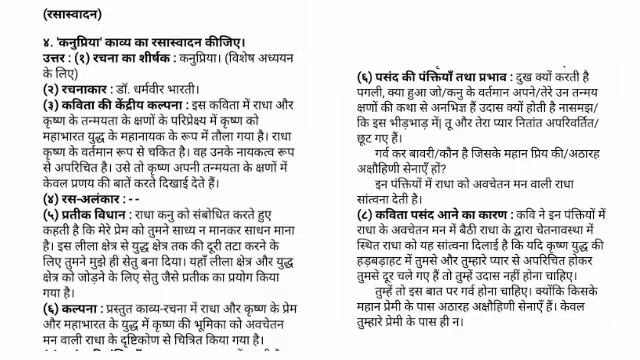 (रसास्वादन)
४. 'कनुप्रिया' काव्य का रसास्वादन कीजिए।
उत्तर : (१) रचना का शीर्षक : कनुप्रिया। (विशेष अध्ययन
के लिए)
(२) रचनाकार : डॉ. धर्मवीर भारती।
(३) कविता की केंद्रीय कल्पना : इस कविता में राधा और
कृष्ण के तन्मयता के क्षणों के परिप्रेक्ष्य में कृष्ण को
महाभारत युद्ध के महानायक के रूप में तौला गया है। राधा
कृष्ण के वर्तमान रूप से चकित है। वह उनके नायकत्व रूप
से अपरिचित है। उसे तो कृष्ण अपनी तन्मयता के क्षणों में
केवल प्रणय की बातें करते दिखाई देते हैं।
(४) रस-अलंकार : - -
(५) प्रतीक विधान : राधा कनु को संबोधित करते हुए
कहती है कि मेरे प्रेम को तुमने साध्य न मानकर साधन माना
है। इस लीला क्षेत्र से युद्ध क्षेत्र तक की दूरी तटा करने के
लिए तुमने मुझे ही सेतु बना दिया। यहाँ लीला क्षेत्र और युद्ध
क्षेत्र को जोड़ने के लिए सेतु जैसे प्रतीक का प्रयोग किया
गया है।
(६) कल्पना : प्रस्तुत काव्य-रचना में राधा और कृष्ण के प्रेम
और महाभारत के युद्ध में कृष्ण की भूमिका को अवचेतन
मन वाली राधा के दृष्टिकोण से चित्रित किया गया है।
(६) पसंद की पंक्तियाँ तथा प्रभाव : दुख क्यों करती है
पगली, क्या हुआ जो/कनु के वर्तमान अपने/तेरे उन तन्मय
क्षणों की कथा से अनभिज्ञ हैं उदास क्यों होती है नासमझ/
कि इस भीड़भाड़ में| तू और तेरा प्यार नितांत अपरिवर्तित/
छूट गए हैं।
गर्व कर बावरी/कौन है जिसके महान प्रिय की/अठारह
अक्षौहिणी सेनाएँ हों?
इन पंक्तियों में राधा को अवचेतन मन वाली राधा
सांत्वना देती है।
(८) कविता पसंद आने का कारण : कवि ने इन पंक्तियों में
राधा के अवचेतन मन में बैठी राधा के द्वारा चेतनावस्था में
स्थित राधा को यह सांत्वना दिलाई है कि यदि कृष्ण युद्ध की
हड़बड़ाहट में तुमसे और तुम्हारे प्यार से अपरिचित होकर
तुमसे दूर चले गए हैं तो तुम्हें उदास नहीं होना चाहिए।
तुम्हें तो इस बात पर गर्व होना चाहिए। क्योंकि किसके
महान प्रेमी के पास अठारह अक्षौहिणी सेनाएँ हैं। केवल
तुम्हारे प्रेमी के पास ही न।